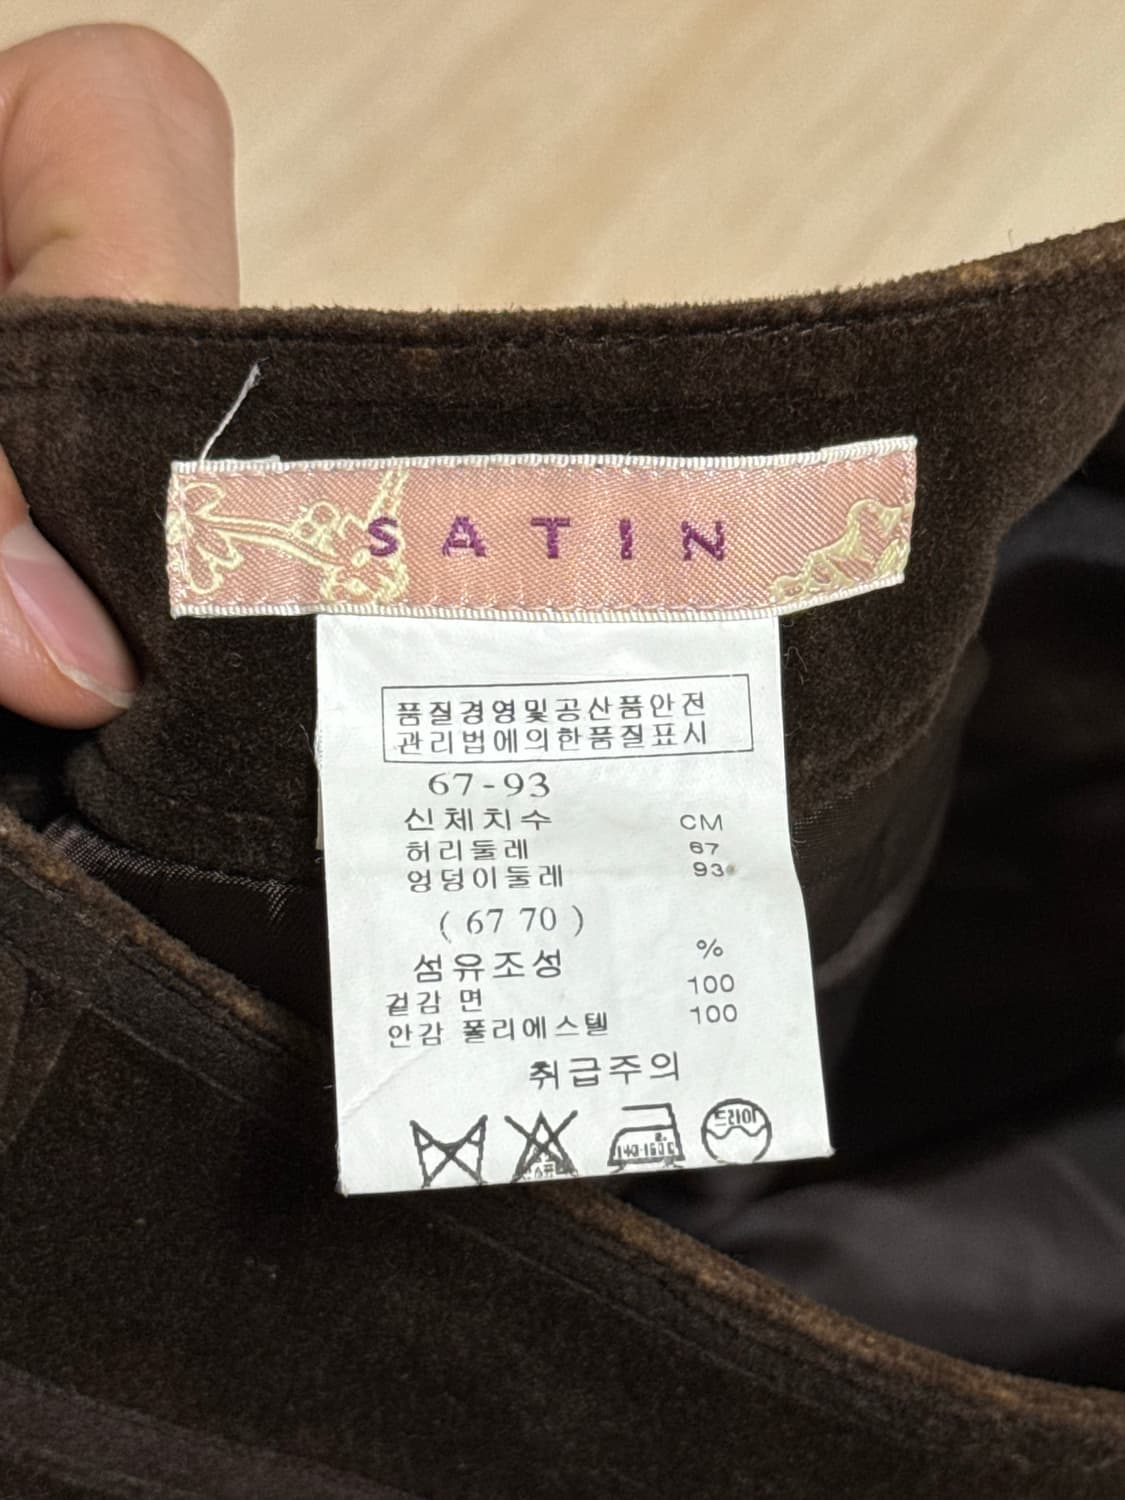 SATIN
품질경영및공산품안전
관리법에의한품질표시
67-93
신체치수 CM
허리둘레 67
엉덩이둘레 93
( 67 70 )
섬유조성 %
겉감 면 100
안감 폴리에스텔 100
취급주의
드라이